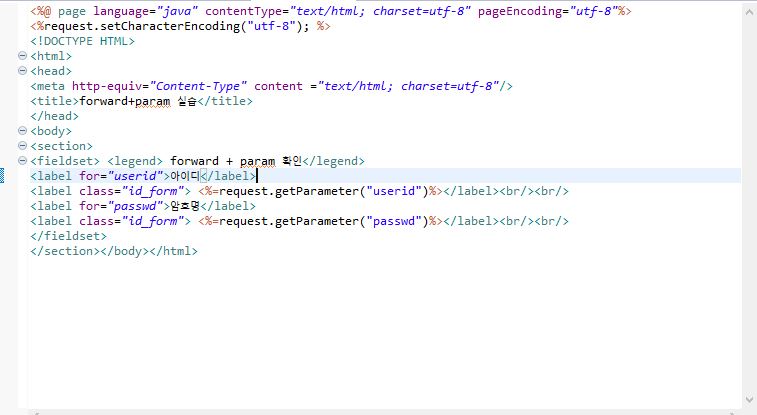 <%@ page language="java" contentType="text/html; charset=utf-8" pageEncoding="utf-8"%>
<%request.setCharacterEncoding("utf-8"); %>
<!DOCTYPE HTML>
<html>
<head>
<meta http-equiv="Content-Type" content ="text/html; charset=utf-8"/>
<title>forward+param 실습</title>
</head>
<body>
<section>
<fieldset> <legend> forward + param 확인</legend>
<label for="userid">아이디</label>
<label class="id_form"> <%=request.getParameter("userid")%></label><br/><br/>
<label for="passwd">암호명</label>
<label class="id_form"> <%=request.getParameter("passwd")%></label><br/><br/>
</fieldset>
</section></body></html>